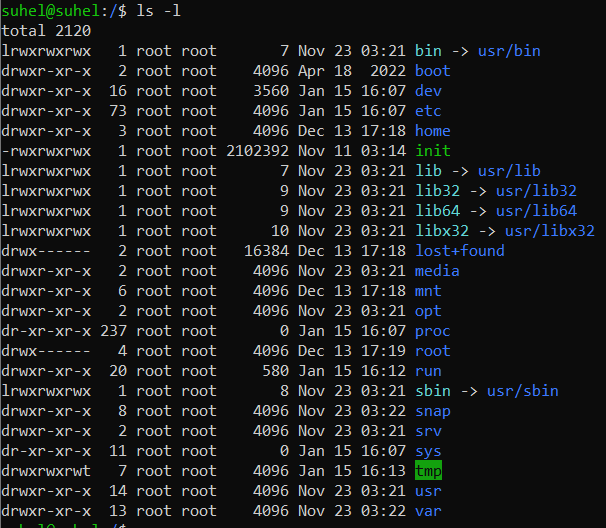 suhel@suhel:/$ ls -l
total 2120
lrwxrwxrwx   1 root root       7 Nov 23 03:21 bin -> usr/bin
drwxr-xr-x   2 root root    4096 Apr 18  2022 boot
drwxr-xr-x  16 root root    3560 Jan 15 16:07 dev
drwxr-xr-x  73 root root    4096 Jan 15 16:07 etc
drwxr-xr-x   3 root root    4096 Dec 13 17:18 home
-rwxrwxrwx   1 root root 2102392 Nov 11 03:14 init
lrwxrwxrwx   1 root root       7 Nov 23 03:21 lib -> usr/lib
lrwxrwxrwx   1 root root       9 Nov 23 03:21 lib32 -> usr/lib32
lrwxrwxrwx   1 root root       9 Nov 23 03:21 lib64 -> usr/lib64
lrwxrwxrwx   1 root root      10 Nov 23 03:21 libx32 -> usr/libx32
drwx------   2 root root   16384 Dec 13 17:18 lost+found
drwxr-xr-x   2 root root    4096 Nov 23 03:21 media
drwxr-xr-x   6 root root    4096 Dec 13 17:18 mnt
drwxr-xr-x   2 root root    4096 Nov 23 03:21 opt
dr-xr-xr-x 237 root root       0 Jan 15 16:07 proc
drwx------   4 root root    4096 Dec 13 17:19 root
drwxr-xr-x  20 root root     580 Jan 15 16:12 run
lrwxrwxrwx   1 root root       8 Nov 23 03:21 sbin -> usr/sbin
drwxr-xr-x   8 root root    4096 Nov 23 03:22 snap
drwxr-xr-x   2 root root    4096 Nov 23 03:21 srv
dr-xr-xr-x  11 root root       0 Jan 15 16:07 sys
drwxrwxrwt   7 root root    4096 Jan 15 16:13 tmp
drwxr-xr-x  14 root root    4096 Nov 23 03:21 usr
drwxr-xr-x  13 root root    4096 Nov 23 03:22 var